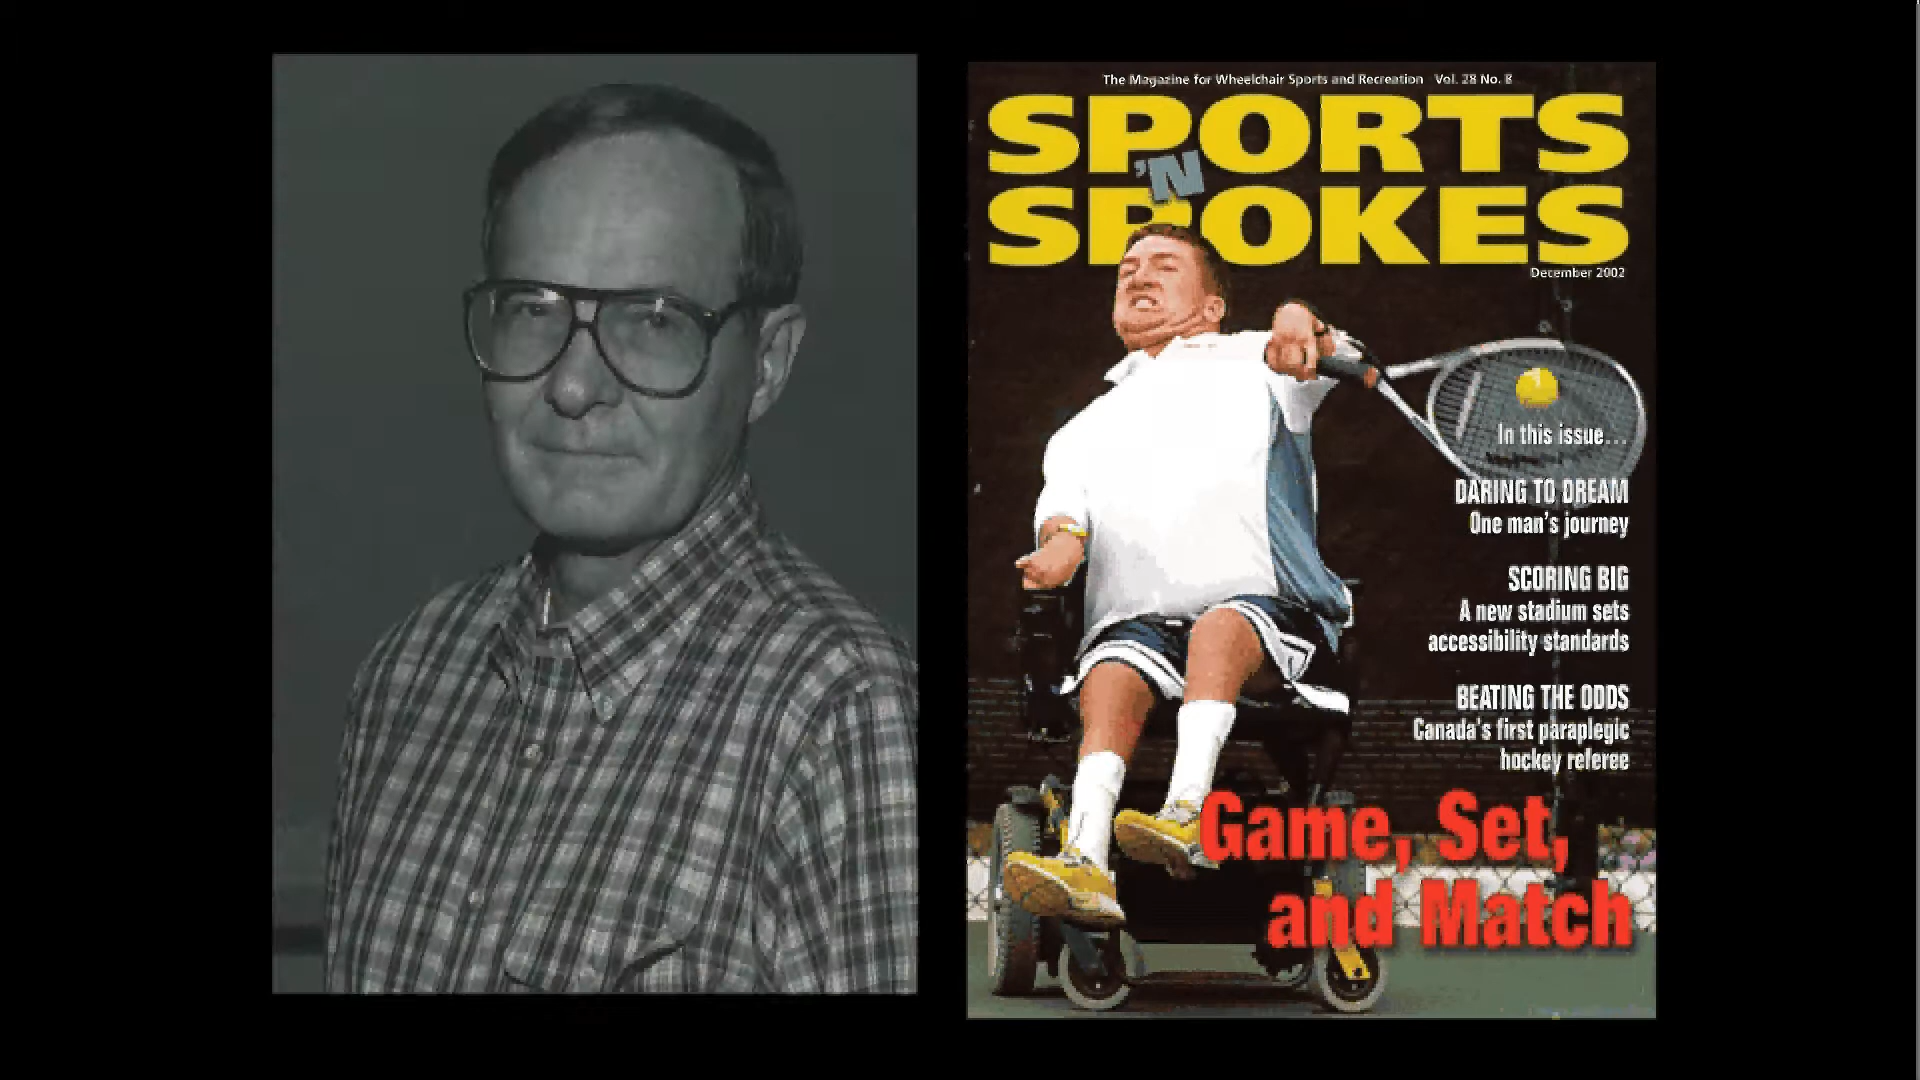 The Magazine for Wheelchair Sports and Recreation Vol. 28 No. 8
SPORTS
'N
SPOKES
December 2002
In this issue...
DARING TO DREAM
One man's journey
SCORING BIG
A new stadium sets
accessibility standards
BEATING THE ODDS
Canada's first paraplegic
hockey referee
Game, Set,
and Match